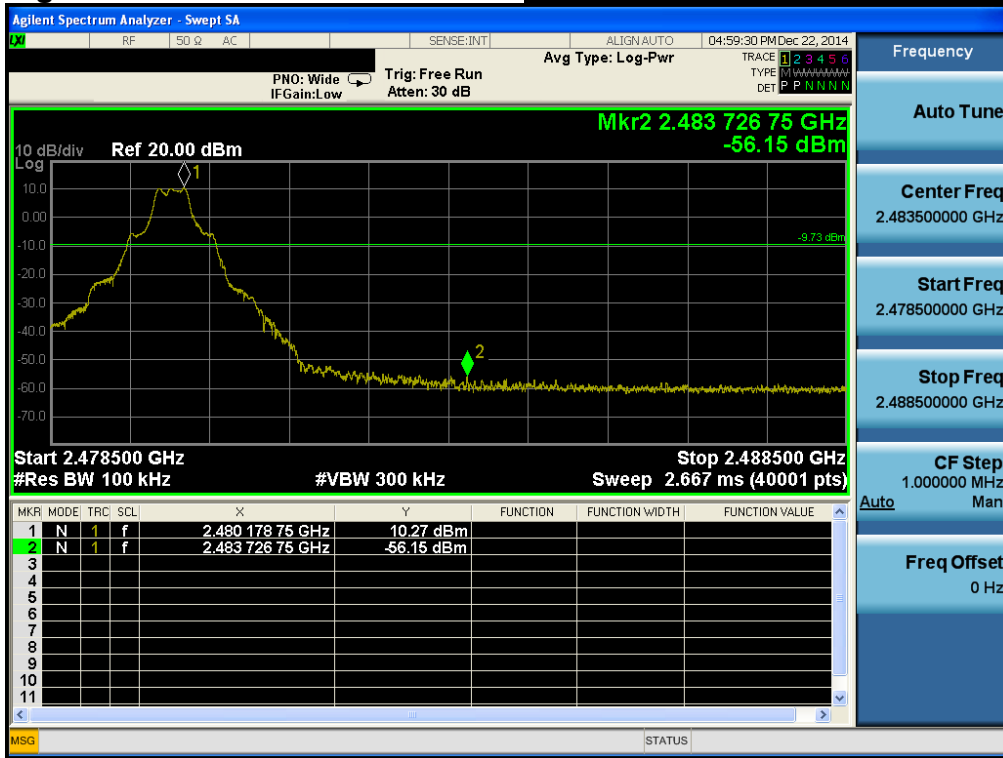 Agilent Spectrum Analyzer - Swept SA
LXI RF 50 Ω AC SENSE:INT ALIGN AUTO 04:59:30 PM Dec 22, 2014
Frequency
Avg Type: Log-Pwr
TRACE 1 2 3 4 5 6
PNO: Wide Trig: Free Run
TYPE M WWWWW
IFGain:Low Atten: 30 dB
DET P P N N N N
Auto Tune
Mkr2 2.483 726 75 GHz
-56.15 dBm
10 dB/div Ref 20.00 dBm
Log
1
10.0
0.00
-9.73 dBm
-10.0
-20.0
-30.0
-40.0
-50.0
2
-60.0
-70.0
Start 2.478500 GHz Stop 2.488500 GHz
#Res BW 100 kHz #VBW 300 kHz Sweep 2.667 ms (40001 pts)
Center Freq
2.483500000 GHz
Start Freq
2.478500000 GHz
Stop Freq
2.488500000 GHz
CF Step
1.000000 MHz
Auto Man
Freq Offset
0 Hz
MKR MODE TRC SCL X Y FUNCTION FUNCTION WIDTH FUNCTION VALUE
1 N 1 f 2.480 178 75 GHz 10.27 dBm
2 N 1 f 2.483 726 75 GHz -56.15 dBm
3
4
5
6
7
8
9
10
11
MSG STATUS